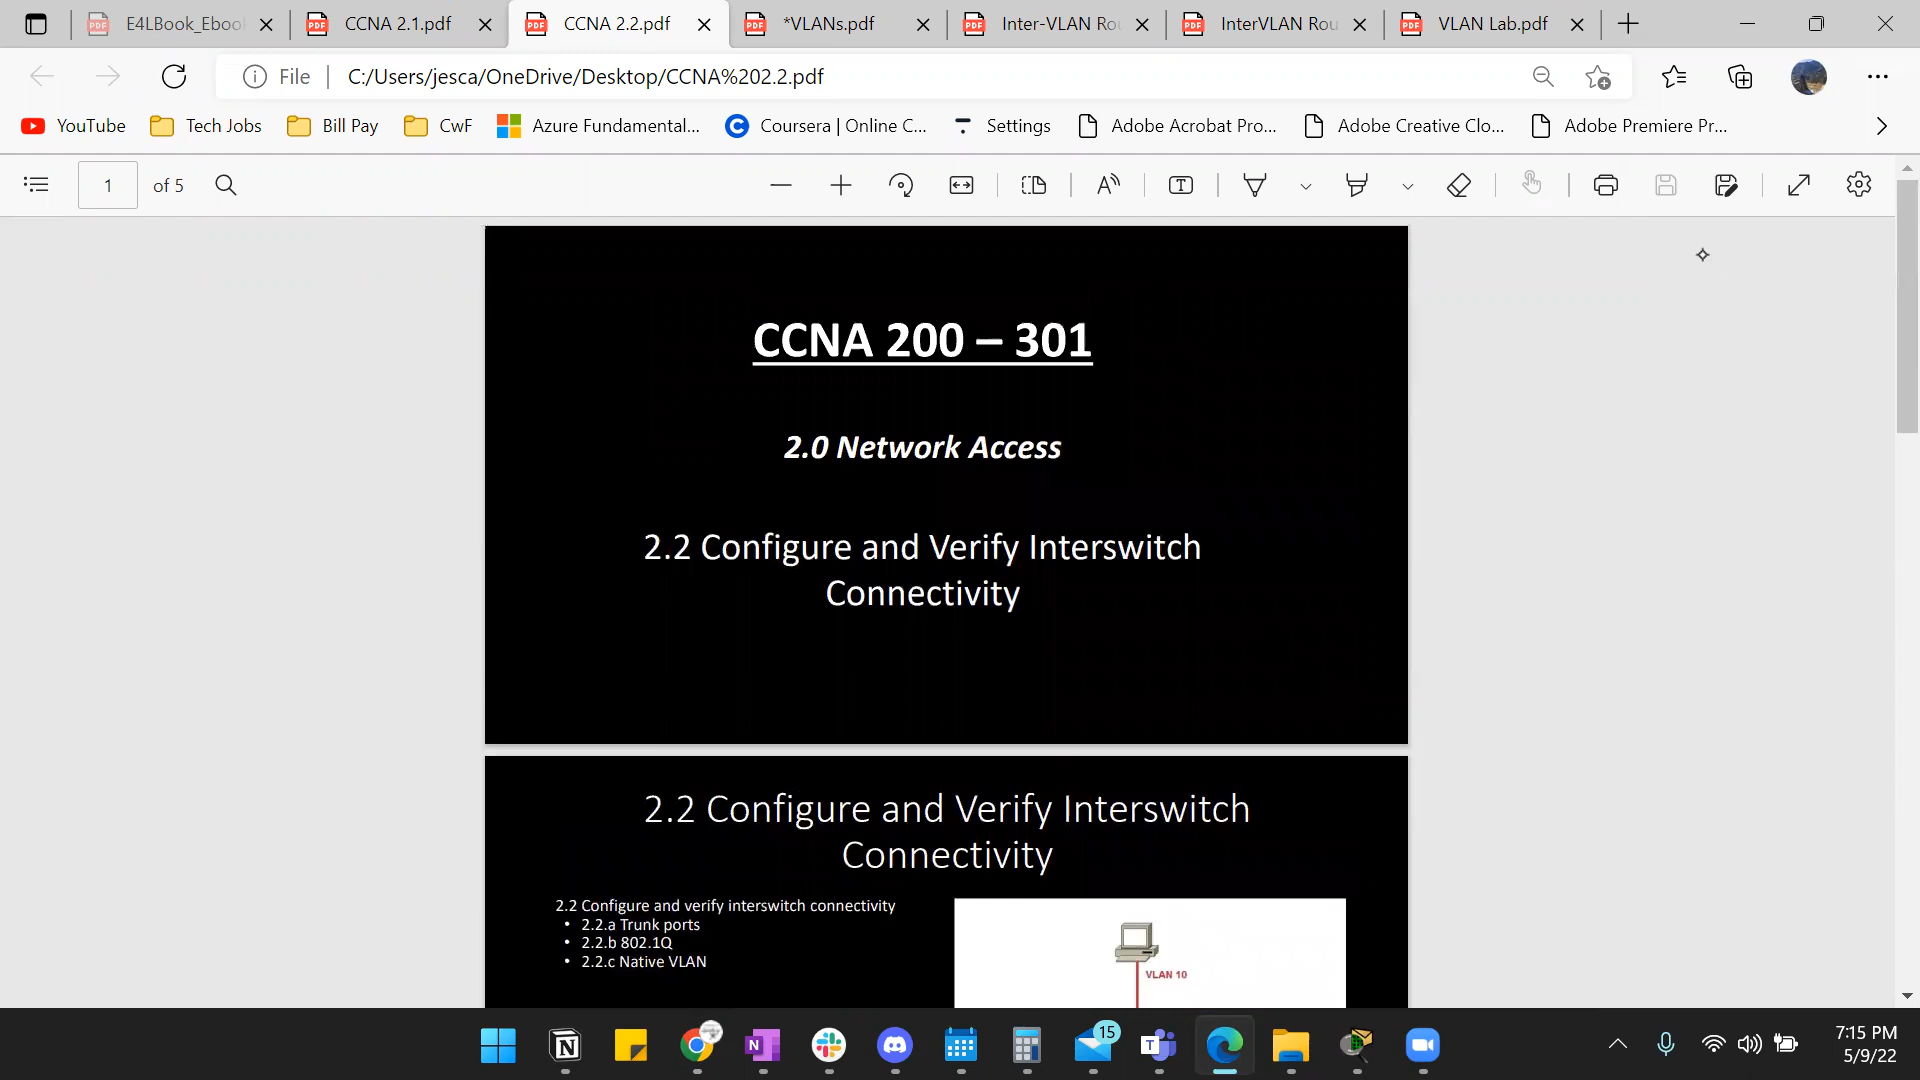 E4LBook_Eboo
CCNA 2.1.pdf
CCNA 2.2.pdf
*VLANs.pdf
Inter-VLAN Rou
InterVLAN Rou
VLAN Lab.pdf
File
C:/Users/jesca/OneDrive/Desktop/CCNA%202.2.pdf
YouTube
Tech Jobs
Bill Pay
CwF
Azure Fundamental...
Coursera | Online C...
Settings
Adobe Acrobat Pro...
Adobe Creative Clo...
Adobe Premiere Pr...
1 of 5
CCNA 200 – 301
2.0 Network Access
2.2 Configure and Verify Interswitch
Connectivity
2.2 Configure and Verify Interswitch
Connectivity
2.2 Configure and verify interswitch connectivity
• 2.2.a Trunk ports
• 2.2.b 802.1Q
• 2.2.c Native VLAN
VLAN 10
15
7:15 PM
5/9/22